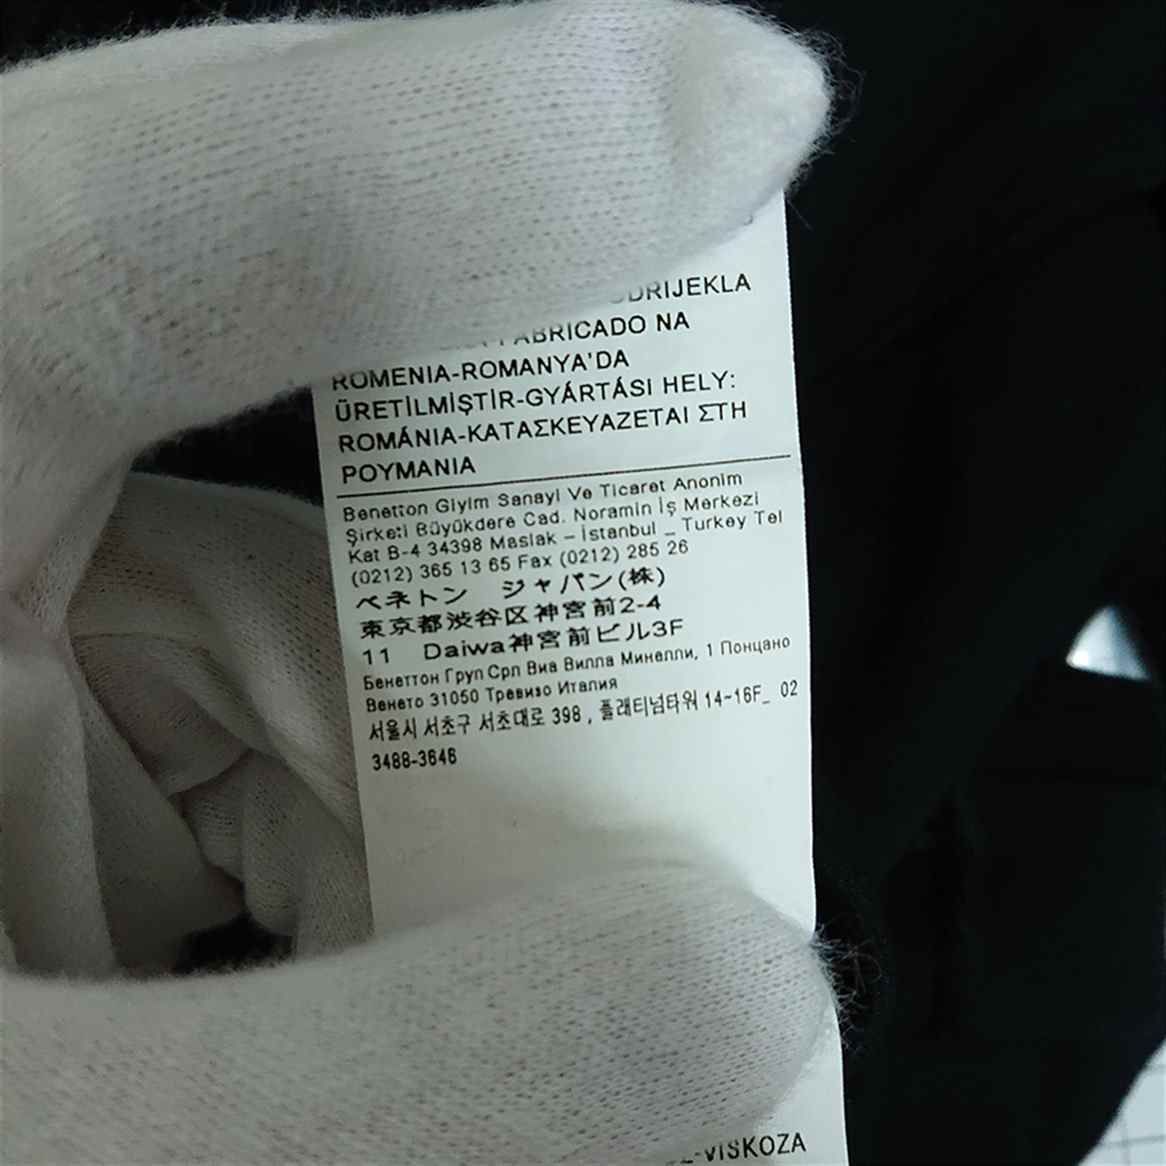 ODRIJEKLA
FABRICADO NA
ROMENIA-ROMANYA'DA
ÜRETİLMİŞTİR-GYÁRTÁSI HELY:
ROMÁNIA-ΚΑΤΑΣΚΕΥΑΖΕΤΑΙ ΣΤΗ
ΡΟΥΜΑΝΙΑ
Benetton Giyim Sanayi Ve Ticaret Anonim
Şirketi Büyükdere Cad. Noramin İş Merkezi
Kat B-4 34398 Maslak – İstanbul _ Turkey Tel
(0212) 365 13 65 Fax (0212) 285 26
ベネトン　ジャパン(株)
東京都渋谷区神宮前2-4
11　Daiwa神宮前ビル3F
Бенеттон Груп Срл Виа Вилла Минелли, 1 Понцано
Венето 31050 Тревизо Италия
서울시 서초구 서초대로 398 , 플래티넘타워 14~16F_ 02
3488-3646
-VISKOZA